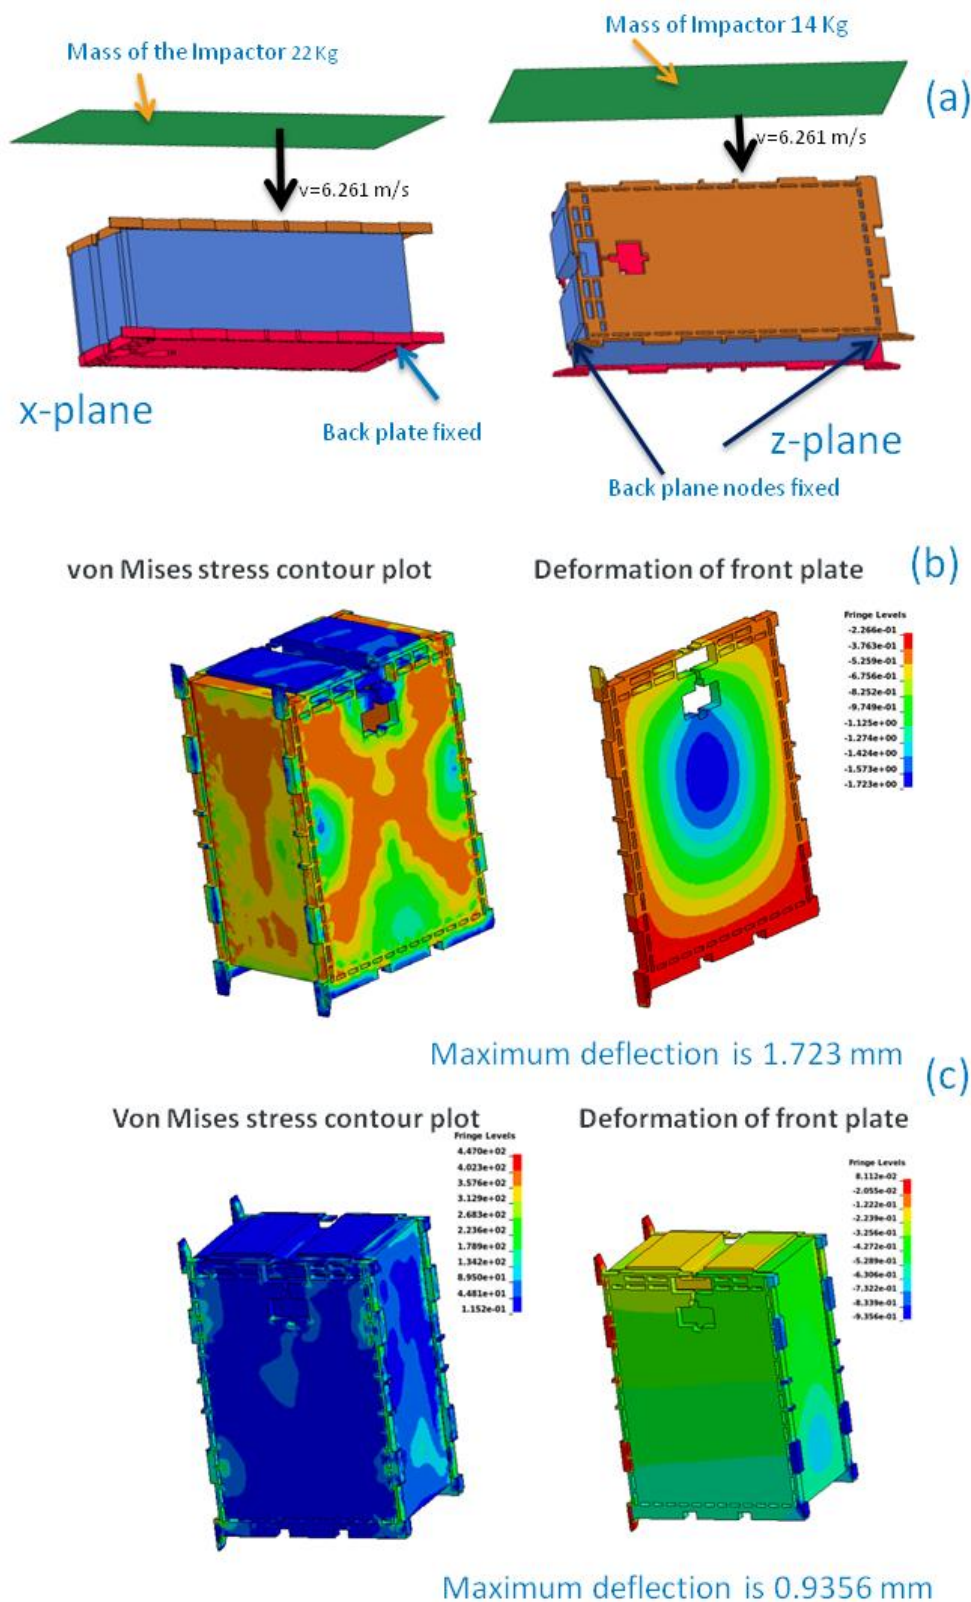 Mass of the Impactor 22 Kg
Mass of Impactor 14 Kg
(a)
v=6.261 m/s
v=6.261 m/s
x-plane
Back plate fixed
z-plane
Back plane nodes fixed
von Mises stress contour plot
Deformation of front plate
(b)
Fringe Levels
-2.266e-01
-3.763e-01
-5.259e-01
-6.756e-01
-8.252e-01
-9.749e-01
-1.125e+00
-1.274e+00
-1.424e+00
-1.573e+00
-1.723e+00
Maximum deflection is 1.723 mm
(c)
Von Mises stress contour plot
Deformation of front plate
Fringe Levels
4.470e+02
4.023e+02
3.576e+02
3.129e+02
2.683e+02
2.236e+02
1.789e+02
1.342e+02
8.950e+01
4.481e+01
1.152e-01
Fringe Levels
8.112e-02
-2.055e-02
-1.222e-01
-2.239e-01
-3.256e-01
-4.272e-01
-5.289e-01
-6.306e-01
-7.322e-01
-8.339e-01
-9.356e-01
Maximum deflection is 0.9356 mm